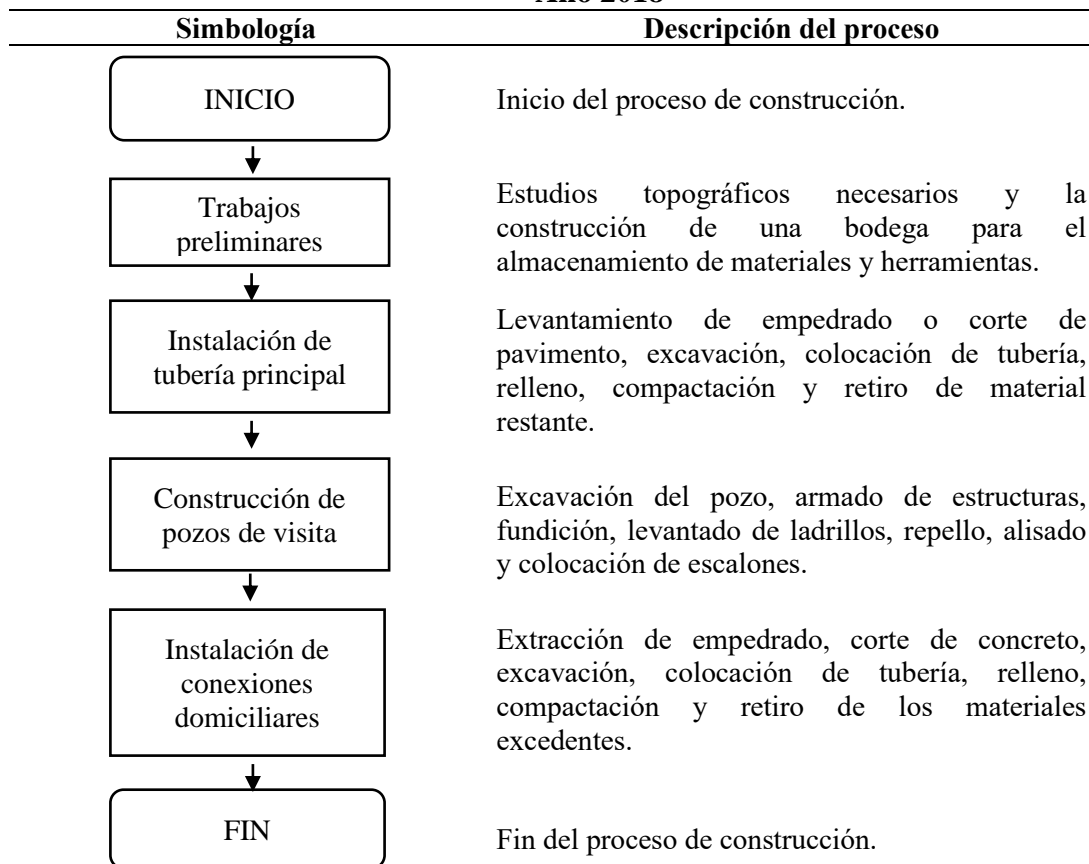 Año 2018
Simbología Descripción del proceso
INICIO
Inicio del proceso de construcción.
Trabajos
preliminares
Estudios topográficos necesarios y la
construcción de una bodega para el
almacenamiento de materiales y herramientas.
Instalación de
tubería principal
Levantamiento de empedrado o corte de
pavimento, excavación, colocación de tubería,
relleno, compactación y retiro de material
restante.
Construcción de
pozos de visita
Excavación del pozo, armado de estructuras,
fundición, levantado de ladrillos, repello, alisado
y colocación de escalones.
Instalación de
conexiones
domiciliares
Extracción de empedrado, corte de concreto,
excavación, colocación de tubería, relleno,
compactación y retiro de los materiales
excedentes.
FIN
Fin del proceso de construcción.